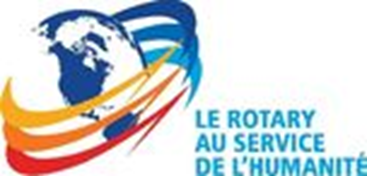 LE ROTARY
AU SERVICE
DE L'HUMANITÉ